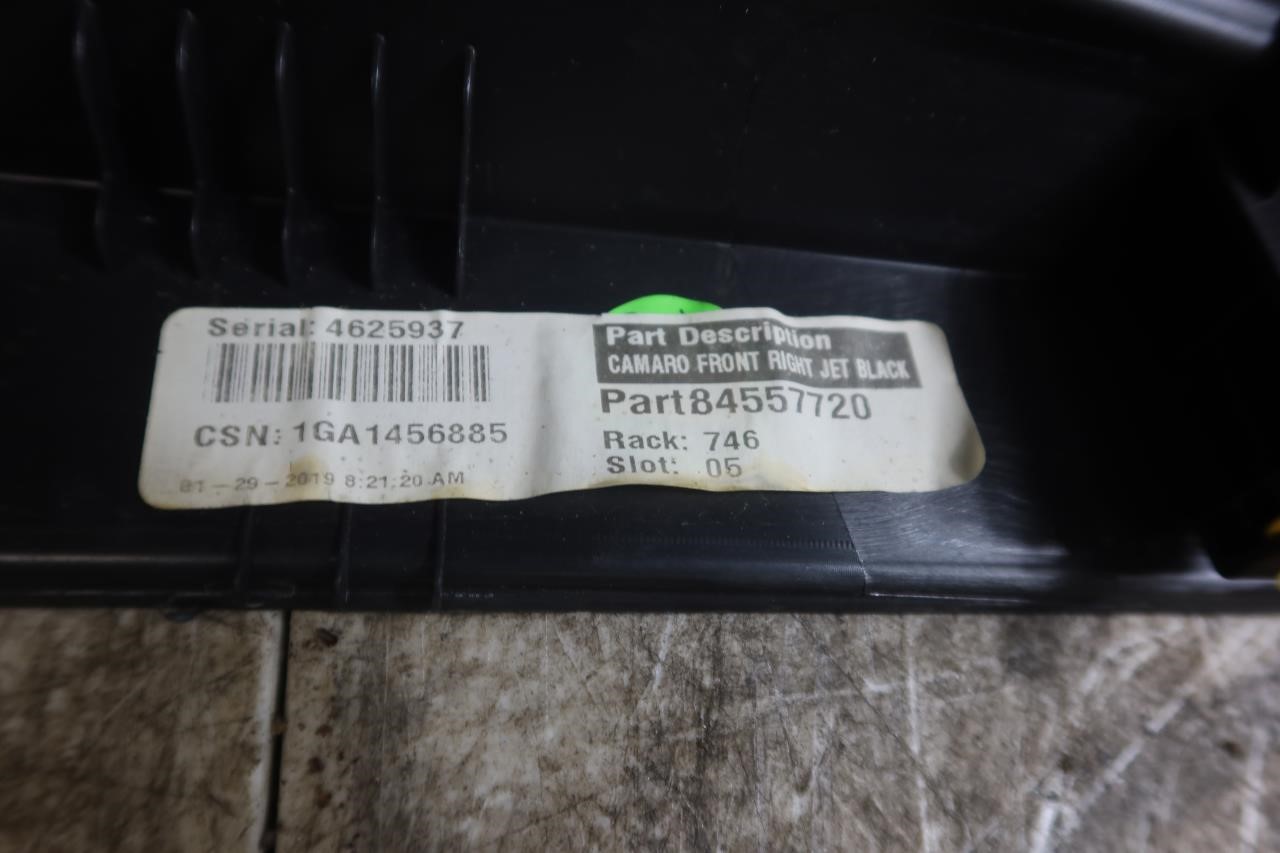 Serial: 4625937
CSN: 1GA1456885
01-29-2019 8:21:20 AM
Part Description
CAMARO FRONT RIGHT JET BLACK
Part84557720
Rack: 746
Slot: 05